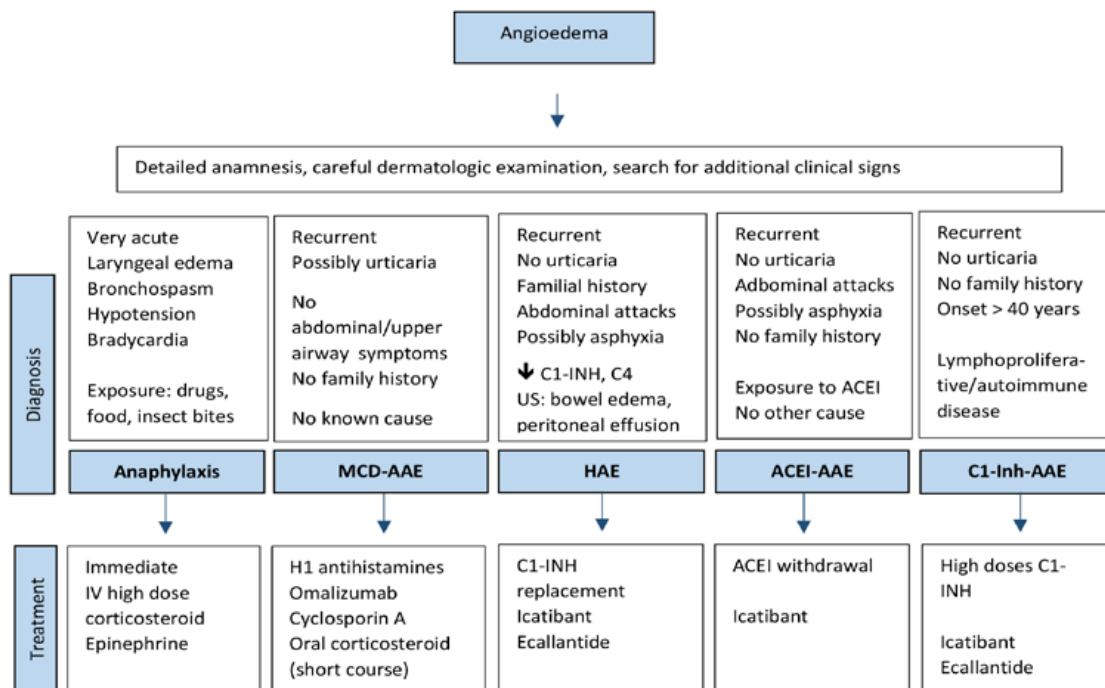 Angioedema
Detailed anamnesis, careful dermatologic examination, search for additional clinical signs
Diagnosis
Very acute
Laryngeal edema
Bronchospasm
Hypotension
Bradycardia
Exposure: drugs,
food, insect bites
Recurrent
Possibly urticaria
No
abdominal/upper
airway symptoms
No family history
No known cause
Recurrent
No urticaria
Familial history
Abdominal attacks
Possibly asphyxia
🡻 C1-INH, C4
US: bowel edema,
peritoneal effusion
Recurrent
No urticaria
Adbominal attacks
Possibly asphyxia
No family history
Exposure to ACEI
No other cause
Recurrent
No urticaria
No family history
Onset > 40 years
Lymphoprolifera-
tive/autoimmune
disease
Anaphylaxis
MCD-AAE
HAE
ACEI-AAE
C1-Inh-AAE
Treatment
Immediate
IV high dose
corticosteroid
Epinephrine
H1 antihistamines
Omalizumab
Cyclosporin A
Oral corticosteroid
(short course)
C1-INH
replacement
Icatibant
Ecallantide
ACEI withdrawal
Icatibant
High doses C1-
INH
Icatibant
Ecallantide